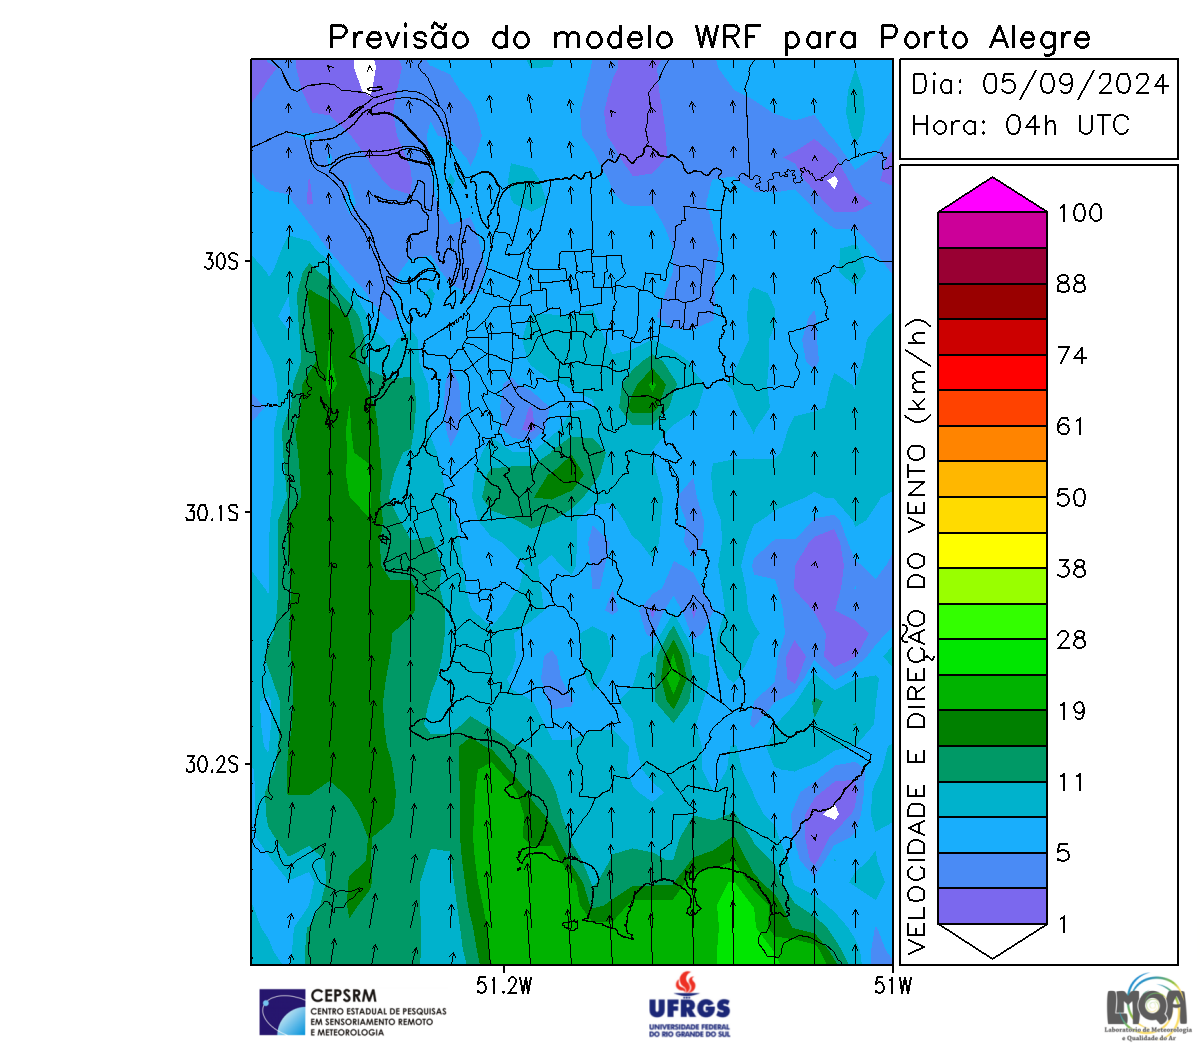 Previsão do modelo WRF para Porto Alegre
Dia: 05/09/2024
Hora: 04h UTC
100
88
74
61
50
38
28
19
11
5
1
VELOCIDADE E DIREÇÃO DO VENTO (km/h)
30S
30.1S
30.2S
51.2W
51W
CEPSRM
CENTRO ESTADUAL DE PESQUISAS
EM SENSORIAMENTO REMOTO
E METEOROLOGIA
UFRGS
UNIVERSIDADE FEDERAL
DO RIO GRANDE DO SUL
LMQA
Laboratório de Meteorologia
e Qualidade do Ar